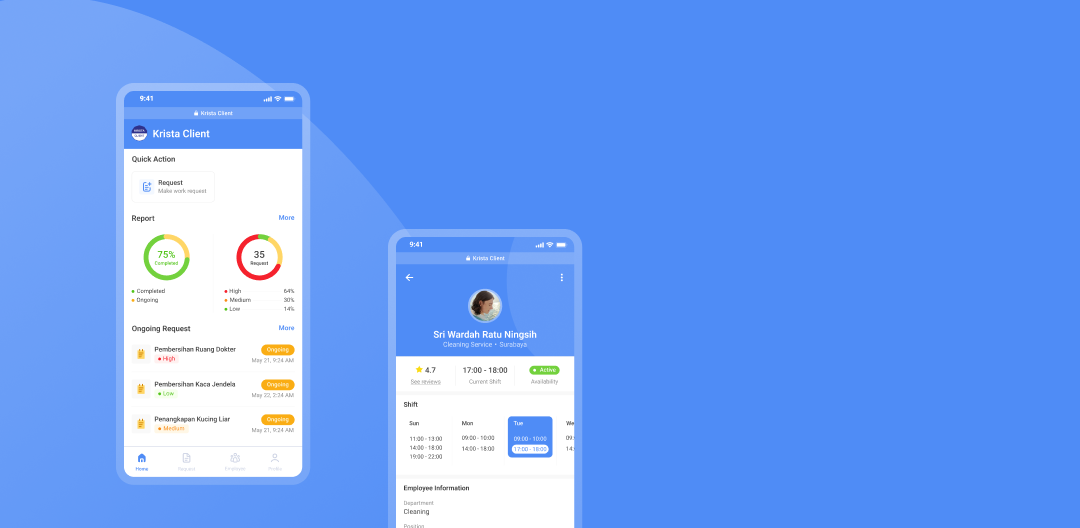 9:41
Krista Client
Krista Client
Quick Action
Request
Make work request
Report
More
75%
Completed
35
Request
Completed
Ongoing
High 64%
Medium 30%
Low 14%
Ongoing Request
More
Pembersihan Ruang Dokter
Ongoing
High
May 21, 9:24 AM
Pembersihan Kaca Jendela
Ongoing
Low
May 22, 2:24 AM
Penangkapan Kucing Liar
Ongoing
Medium
May 21, 9:24 AM
Home
Request
Employee
Profile
9:41
Krista Client
Sri Wardah Ratu Ningsih
Cleaning Service • Surabaya
4.7
See reviews
17:00 - 18:00
Current Shift
Active
Availability
Shift
Sun
11:00 - 13:00
14:00 - 18:00
19:00 - 22:00
Mon
09:00 - 10:00
14:00 - 18:00
Tue
09:00 - 10:00
17:00 - 18:00
We
09:
14:
Employee Information
Department
Cleaning
Position